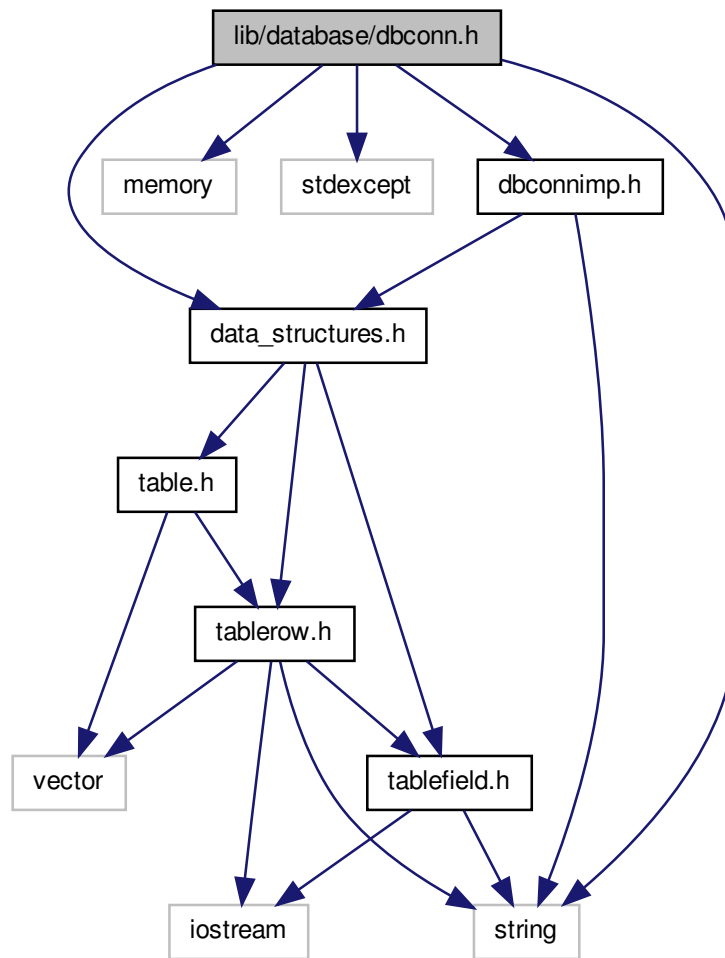 lib/database/dbconn.h
memory
stdexcept
dbconnimp.h
data_structures.h
table.h
tablerow.h
vector
tablefield.h
iostream
string